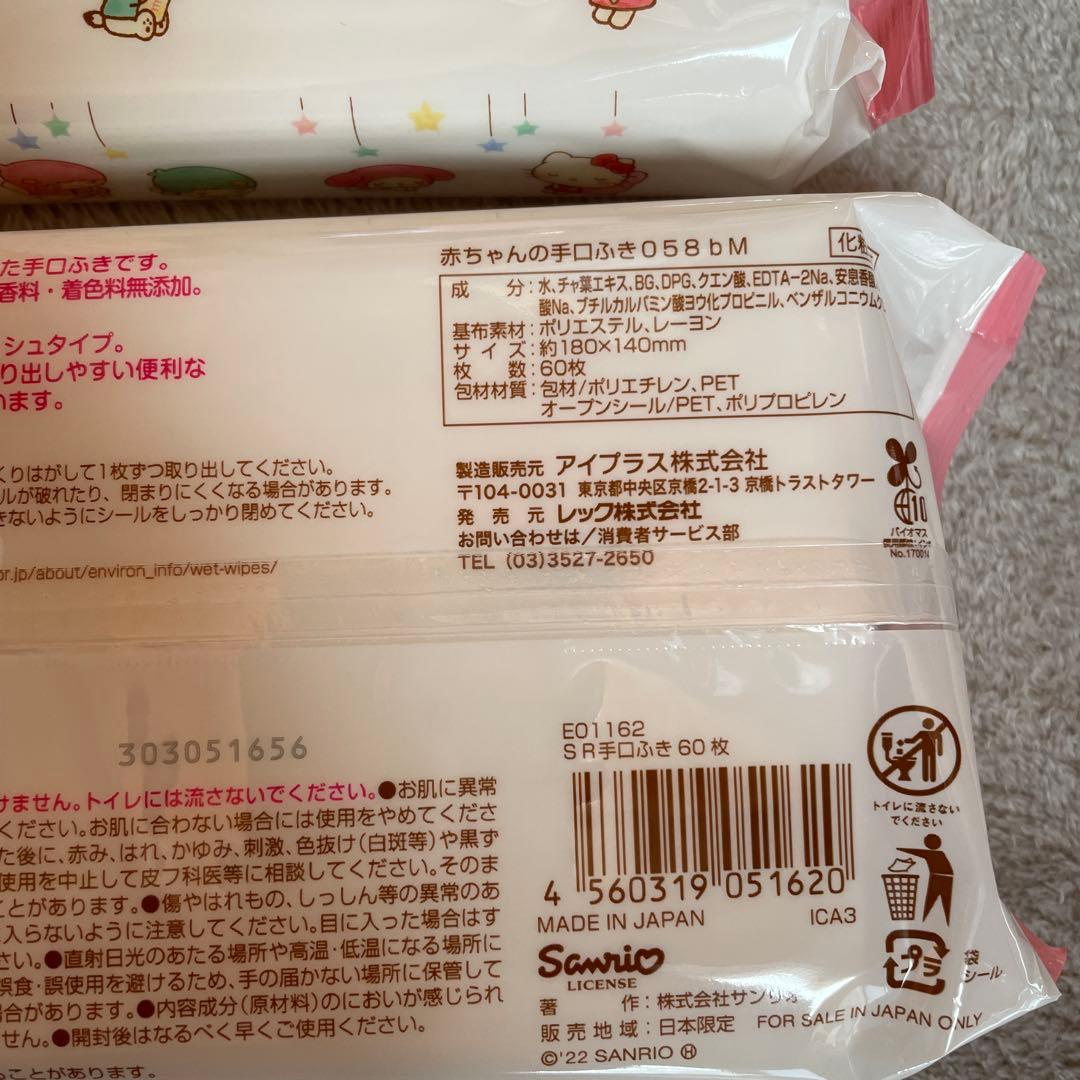 た手口ふきです。
香料・着色料無添加。
シュタイプ。
り出しやすい便利な
います。
くりはがして1枚ずつ取り出してください。
ルが破れたり、閉まりにくくなる場合があります。
きないようにシールをしっかり閉めてください。
or.jp/about/environ_info/wet-wipes/
赤ちゃんの手口ふき058bM
化粧
成分:水、チャ葉エキス、BG、DPG、クエン酸、EDTA-2Na、安息香酸
酸Na、ブチルカルバミン酸ヨウ化プロピニル、ベンザルコニウムク
基布素材:ポリエステル、レーヨン
サイズ:約180×140mm
枚数:60枚
包材材質:包材/ポリエチレン、PET
オープンシール/PET、ポリプロピレン
製造販売元 アイプラス株式会社
〒104-0031 東京都中央区京橋2-1-3 京橋トラストタワー
発売元 レック株式会社
お問い合わせは/消費者サービス部
TEL (03)3527-2650
10
バイオマス
No.170014
303051656
けません。トイレには流さないでください。●お肌に異常
ください。お肌に合わない場合には使用をやめてくださ
た後に、赤み、はれ、かゆみ、刺激、色抜け(白斑等)や黒ず
使用を中止して皮フ科医等に相談してください。そのま
ことがあります。●傷やはれもの、しっしん等の異常のあ
入らないように注意してください。目に入った場合はす
さい。●直射日光のあたる場所や高温・低温になる場所に
誤食・誤使用を避けるため、手の届かない場所に保管して
場合があります。●内容成分(原材料)のにおいが感じられ
せん。●開封後はなるべく早くご使用ください。
ことがあります。
E01162
SR手口ふき60枚
4 560319 051620
MADE IN JAPAN ICA3
Sanrio
LICENSE
著作:株式会社サンリオ
販売地域:日本限定 FOR SALE IN JAPAN ONLY
©'22 SANRIO Ⓗ
トイレに流さない
でください
プラ
袋
シール